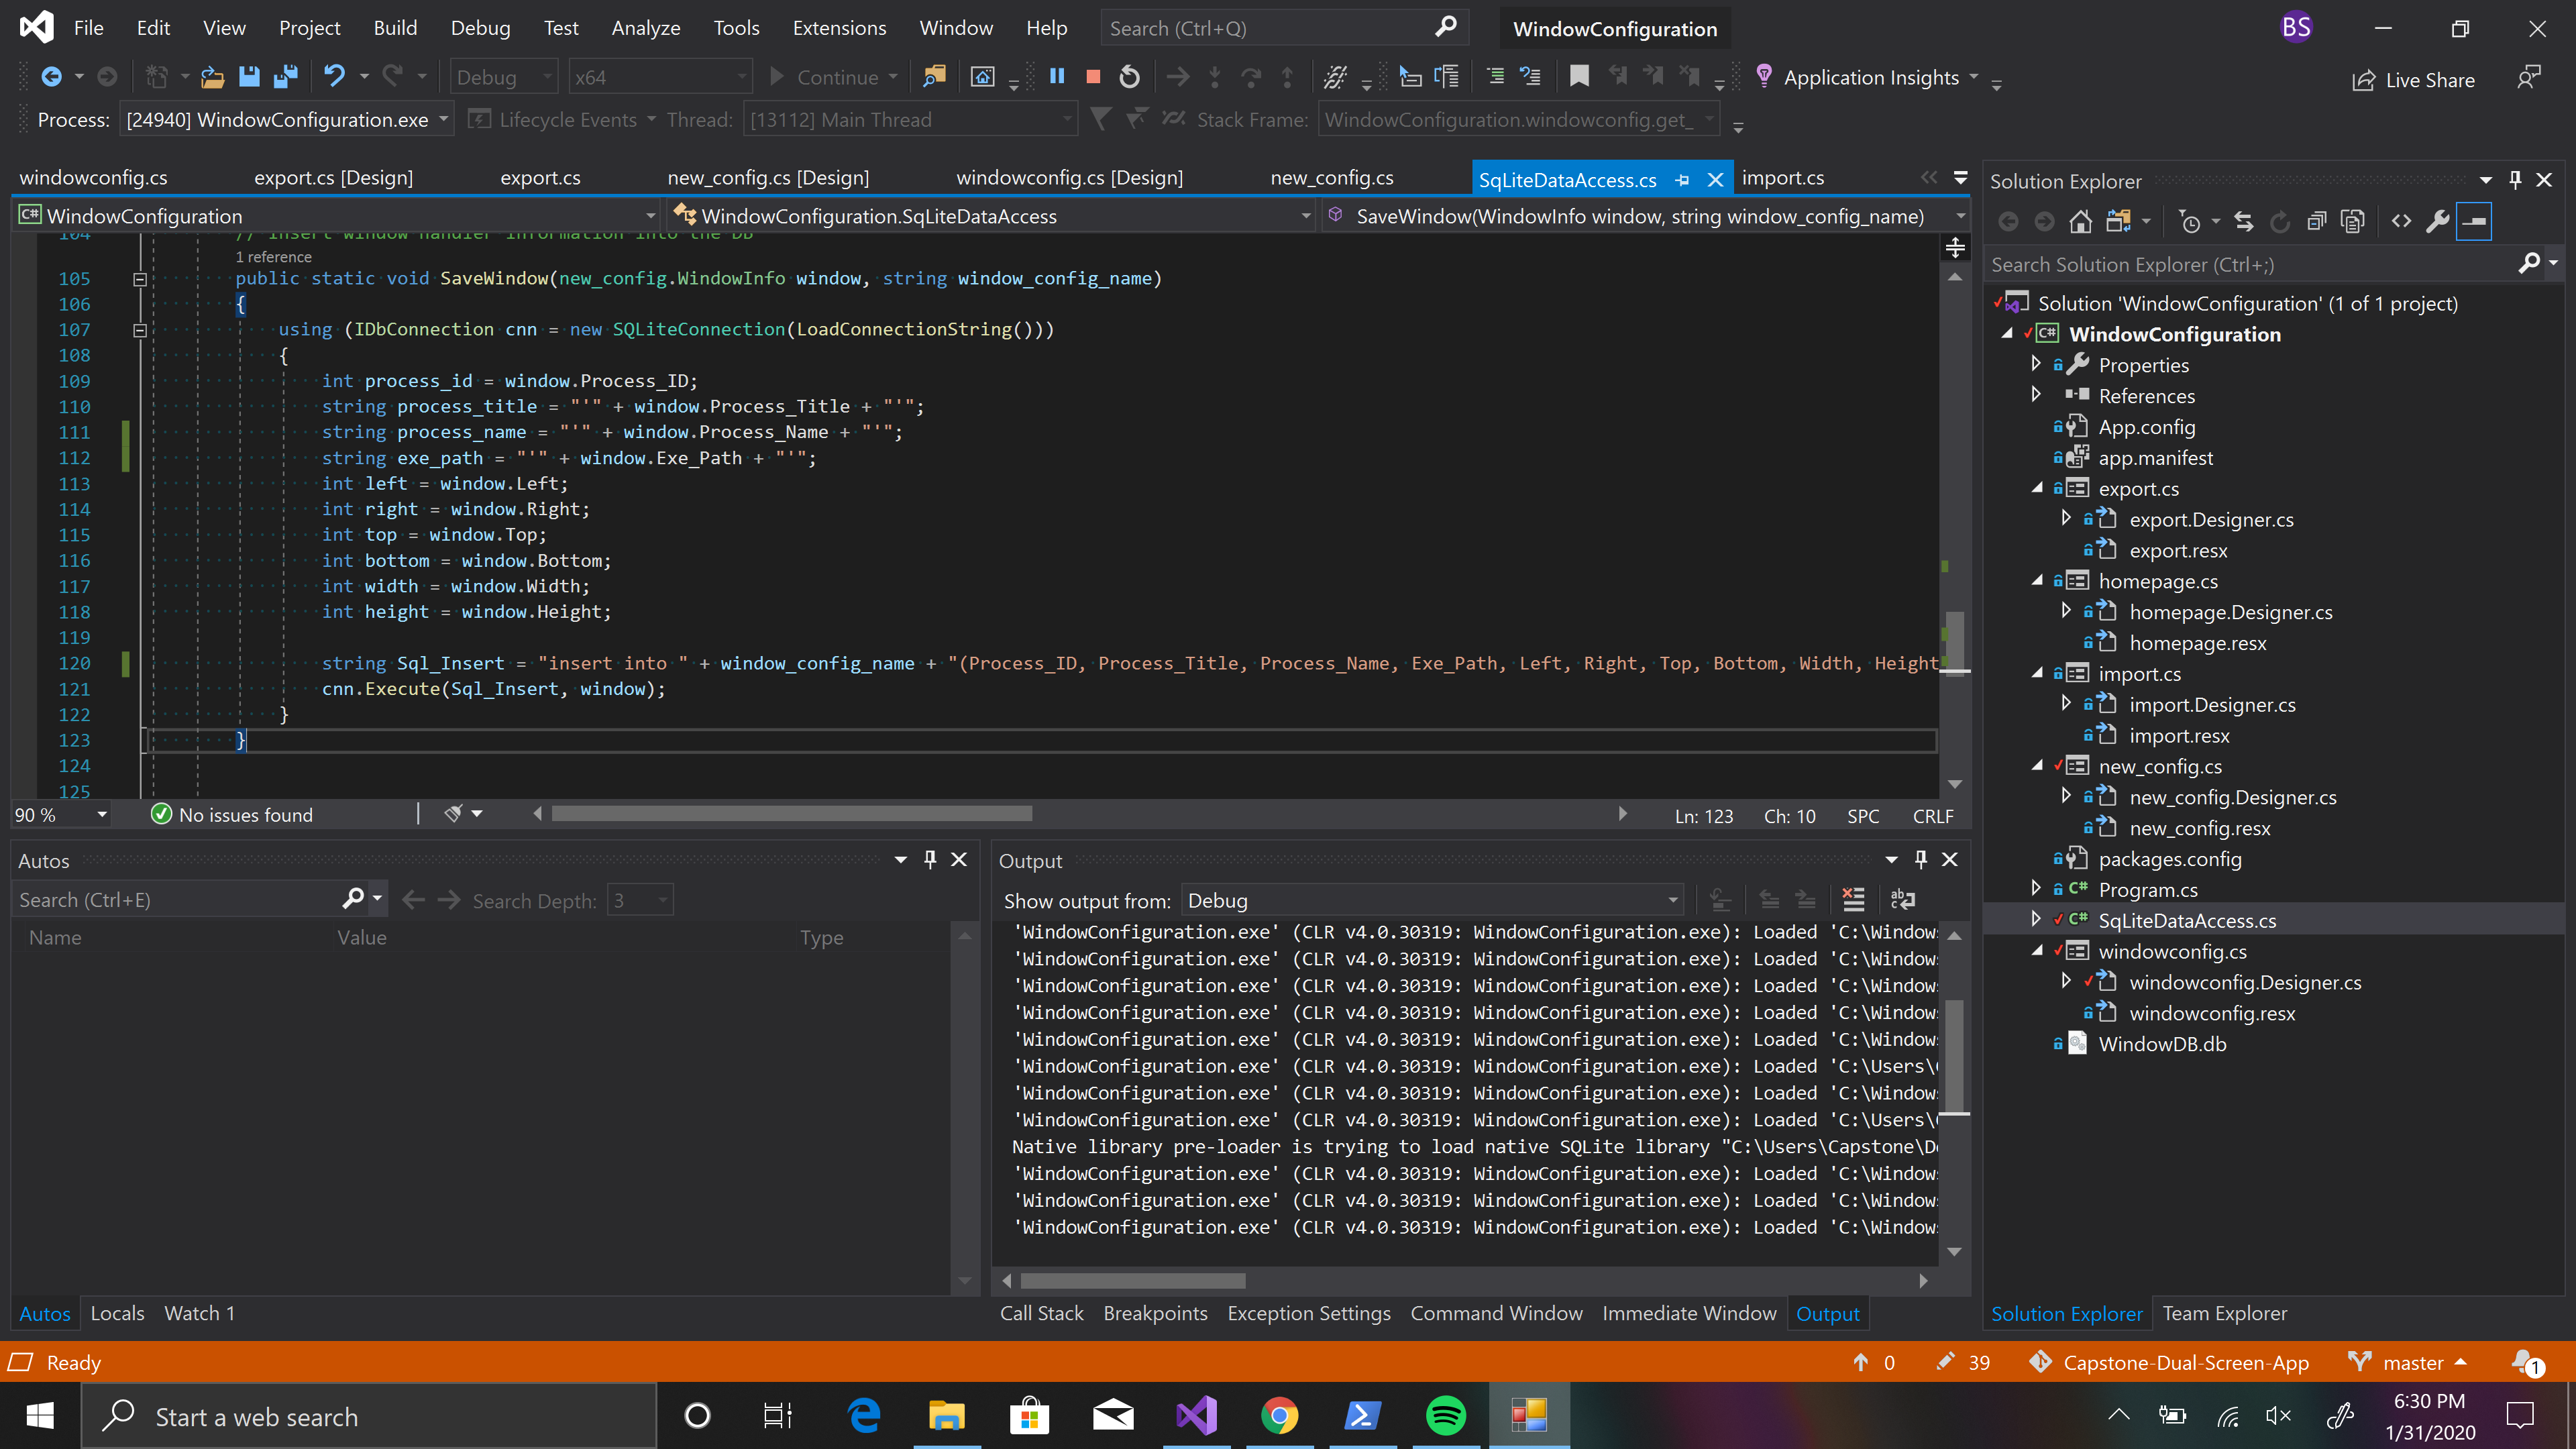 File Edit View Project Build Debug Test Analyze Tools Extensions Window Help Search (Ctrl+Q) WindowConfiguration BS
Debug x64 Continue Application Insights Live Share
Process: [24940] WindowConfiguration.exe Lifecycle Events Thread: [13112] Main Thread Stack Frame: WindowConfiguration.windowconfig.get_
windowconfig.cs export.cs [Design] export.cs new_config.cs [Design] windowconfig.cs [Design] new_config.cs SqLiteDataAccess.cs import.cs
C# WindowConfiguration WindowConfiguration.SqLiteDataAccess SaveWindow(WindowInfo window, string window_config_name)
104 // insert window handler information into the DB
1 reference
105 public static void SaveWindow(new_config.WindowInfo window, string window_config_name)
106 {
107 using (IDbConnection cnn = new SQLiteConnection(LoadConnectionString()))
108 {
109 int process_id = window.Process_ID;
110 string process_title = "'" + window.Process_Title + "'";
111 string process_name = "'" + window.Process_Name + "'";
112 string exe_path = "'" + window.Exe_Path + "'";
113 int left = window.Left;
114 int right = window.Right;
115 int top = window.Top;
116 int bottom = window.Bottom;
117 int width = window.Width;
118 int height = window.Height;
119
120 string Sql_Insert = "insert into " + window_config_name + "(Process_ID, Process_Title, Process_Name, Exe_Path, Left, Right, Top, Bottom, Width, Height
121 cnn.Execute(Sql_Insert, window);
122 }
123 }
124
125
90 % No issues found Ln: 123 Ch: 10 SPC CRLF
Autos
Search (Ctrl+E) Search Depth: 3
Name Value Type
Autos Locals Watch 1
Output
Show output from: Debug
'WindowConfiguration.exe' (CLR v4.0.30319: WindowConfiguration.exe): Loaded 'C:\Windows
'WindowConfiguration.exe' (CLR v4.0.30319: WindowConfiguration.exe): Loaded 'C:\Windows
'WindowConfiguration.exe' (CLR v4.0.30319: WindowConfiguration.exe): Loaded 'C:\Windows
'WindowConfiguration.exe' (CLR v4.0.30319: WindowConfiguration.exe): Loaded 'C:\Windows
'WindowConfiguration.exe' (CLR v4.0.30319: WindowConfiguration.exe): Loaded 'C:\Windows
'WindowConfiguration.exe' (CLR v4.0.30319: WindowConfiguration.exe): Loaded 'C:\Users\
'WindowConfiguration.exe' (CLR v4.0.30319: WindowConfiguration.exe): Loaded 'C:\Windows
'WindowConfiguration.exe' (CLR v4.0.30319: WindowConfiguration.exe): Loaded 'C:\Users\
Native library pre-loader is trying to load native SQLite library "C:\Users\Capstone\D
'WindowConfiguration.exe' (CLR v4.0.30319: WindowConfiguration.exe): Loaded 'C:\Windows
'WindowConfiguration.exe' (CLR v4.0.30319: WindowConfiguration.exe): Loaded 'C:\Windows
'WindowConfiguration.exe' (CLR v4.0.30319: WindowConfiguration.exe): Loaded 'C:\Windows
Call Stack Breakpoints Exception Settings Command Window Immediate Window Output
Solution Explorer
Search Solution Explorer (Ctrl+;)
Solution 'WindowConfiguration' (1 of 1 project)
C# WindowConfiguration
Properties
References
App.config
app.manifest
export.cs
export.Designer.cs
export.resx
homepage.cs
homepage.Designer.cs
homepage.resx
import.cs
import.Designer.cs
import.resx
new_config.cs
new_config.Designer.cs
new_config.resx
packages.config
C# Program.cs
C# SqLiteDataAccess.cs
windowconfig.cs
windowconfig.Designer.cs
windowconfig.resx
WindowDB.db
Solution Explorer Team Explorer
Ready 0 39 Capstone-Dual-Screen-App master 1
Start a web search 6:30 PM
1/31/2020